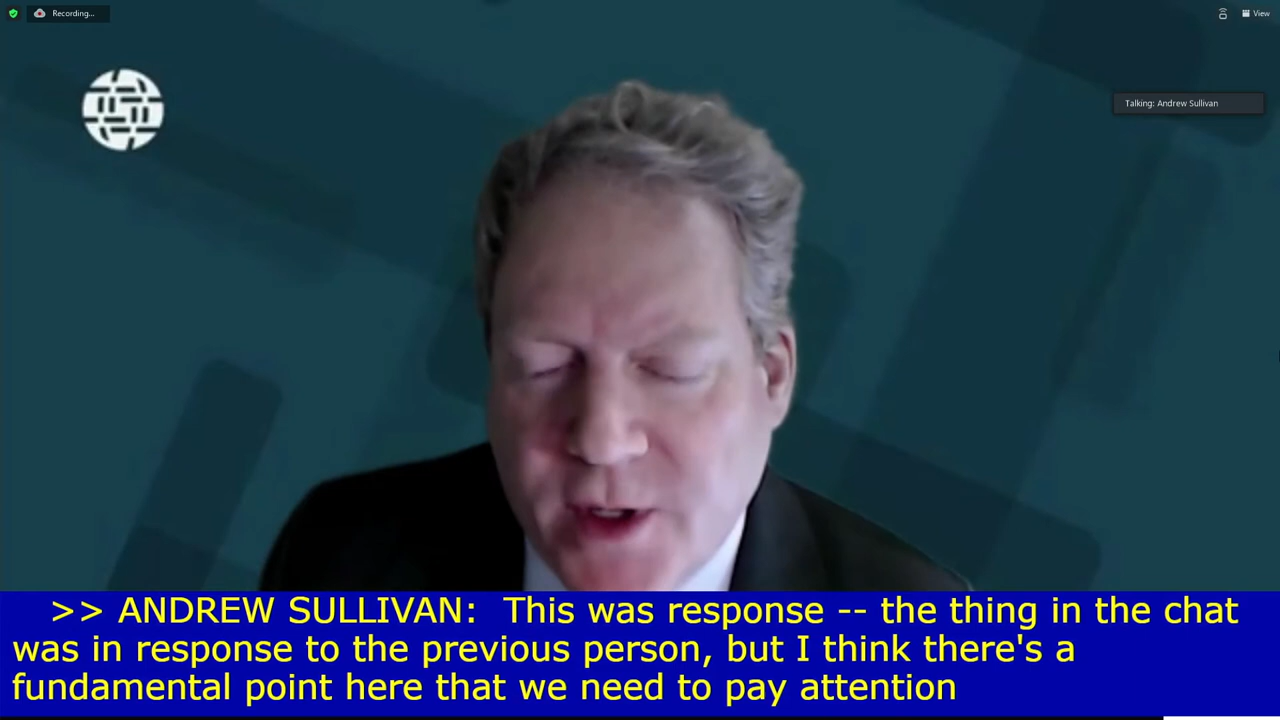 Recording...
View
Talking: Andrew Sullivan
>> ANDREW SULLIVAN:  This was response -- the thing in the chat
was in response to the previous person, but I think there's a
fundamental point here that we need to pay attention